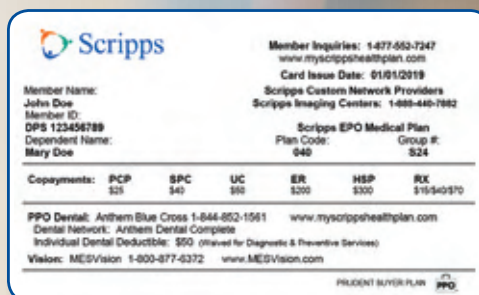 Scripps
Member Inquiries: 1-877-552-7247
www.myscrippshealthplan.com
Card Issue Date: 01/01/2019
Member Name: Scripps Custom Network Providers
John Doe Scripps Imaging Centers: 1-888-440-7882
Member ID:
DPS 123456789 Scripps EPO Medical Plan
Dependent Name: Plan Code: Group #:
Mary Doe 040 S24
Copayments: PCP SPC UC ER HSP RX
$25 $40 $50 $200 $300 $15/$40/$70
PPO Dental: Anthem Blue Cross 1-844-852-1561 www.myscrippshealthplan.com
Dental Network: Anthem Dental Complete
Individual Dental Deductible: $50 (Waived for Diagnostic & Preventive Services)
Vision: MESVision 1-800-877-6372 www.MESVision.com
PRUDENT BUYER PLAN PPO